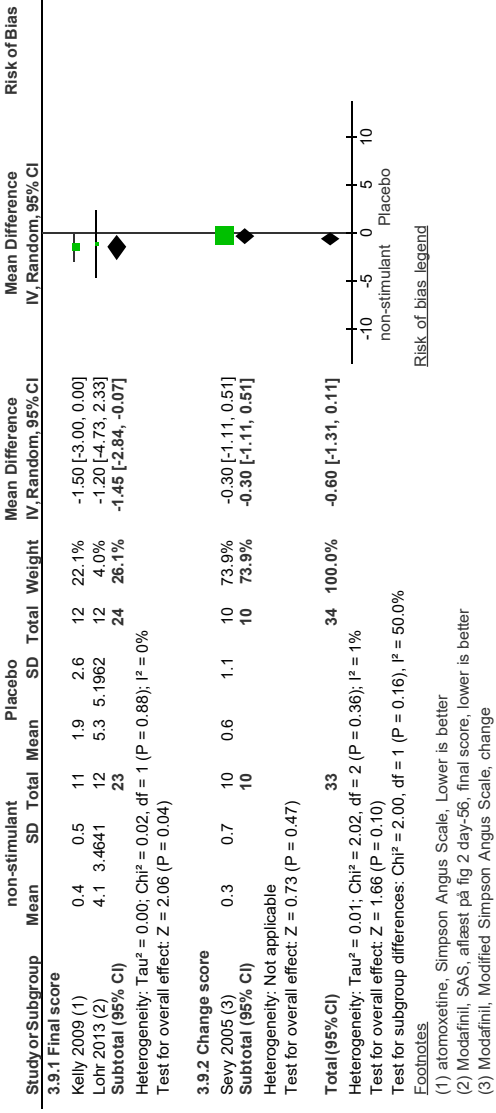 non-stimulant Placebo Mean Difference Mean Difference Risk of Bias
Study or Subgroup Mean SD Total Mean SD Total Weight IV, Random, 95% CI IV, Random, 95% CI
3.9.1 Final score
Kelly 2009 (1) 0.4 0.5 11 1.9 2.6 12 22.1% -1.50 [-3.00, 0.00]
Lohr 2013 (2) 4.1 3.4641 12 5.3 5.1962 12 4.0% -1.20 [-4.73, 2.33]
Subtotal (95% CI) 23 24 26.1% -1.45 [-2.84, -0.07]
Heterogeneity: Tau² = 0.00; Chi² = 0.02, df = 1 (P = 0.88); I² = 0%
Test for overall effect: Z = 2.06 (P = 0.04)
3.9.2 Change score
Sevy 2005 (3) 0.3 0.7 10 0.6 1.1 10 73.9% -0.30 [-1.11, 0.51]
Subtotal (95% CI) 10 10 73.9% -0.30 [-1.11, 0.51]
Heterogeneity: Not applicable
Test for overall effect: Z = 0.73 (P = 0.47)
Total (95% CI) 33 34 100.0% -0.60 [-1.31, 0.11]
Heterogeneity: Tau² = 0.01; Chi² = 2.02, df = 2 (P = 0.36); I² = 1%
Test for overall effect: Z = 1.66 (P = 0.10)
Test for subgroup differences: Chi² = 2.00, df = 1 (P = 0.16), I² = 50.0%
-10 -5 0 5 10
non-stimulant Placebo
Footnotes Risk of bias legend
(1) atomoxetine, Simpson Angus Scale, Lower is better
(2) Modafinil, SAS, aflæst på fig 2 day-56, final score, lower is better
(3) Modafinil, Modified Simpson Angus Scale, change